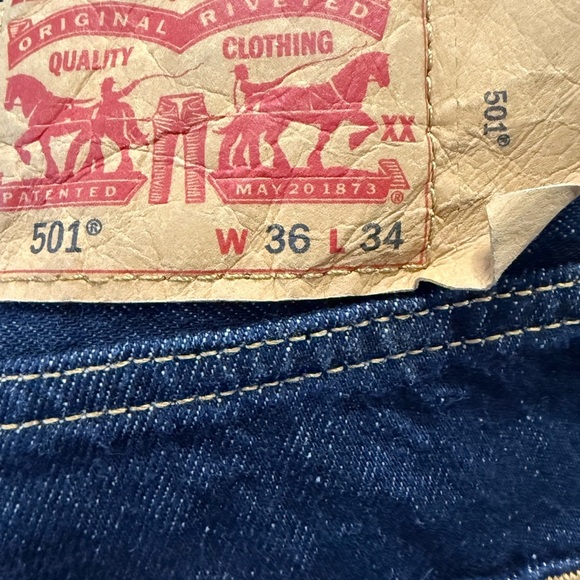 ORIGINAL RIVETED
QUALITY CLOTHING
XX
PATENTED MAY 20 1873 ®
501® W 36 L 34
501®